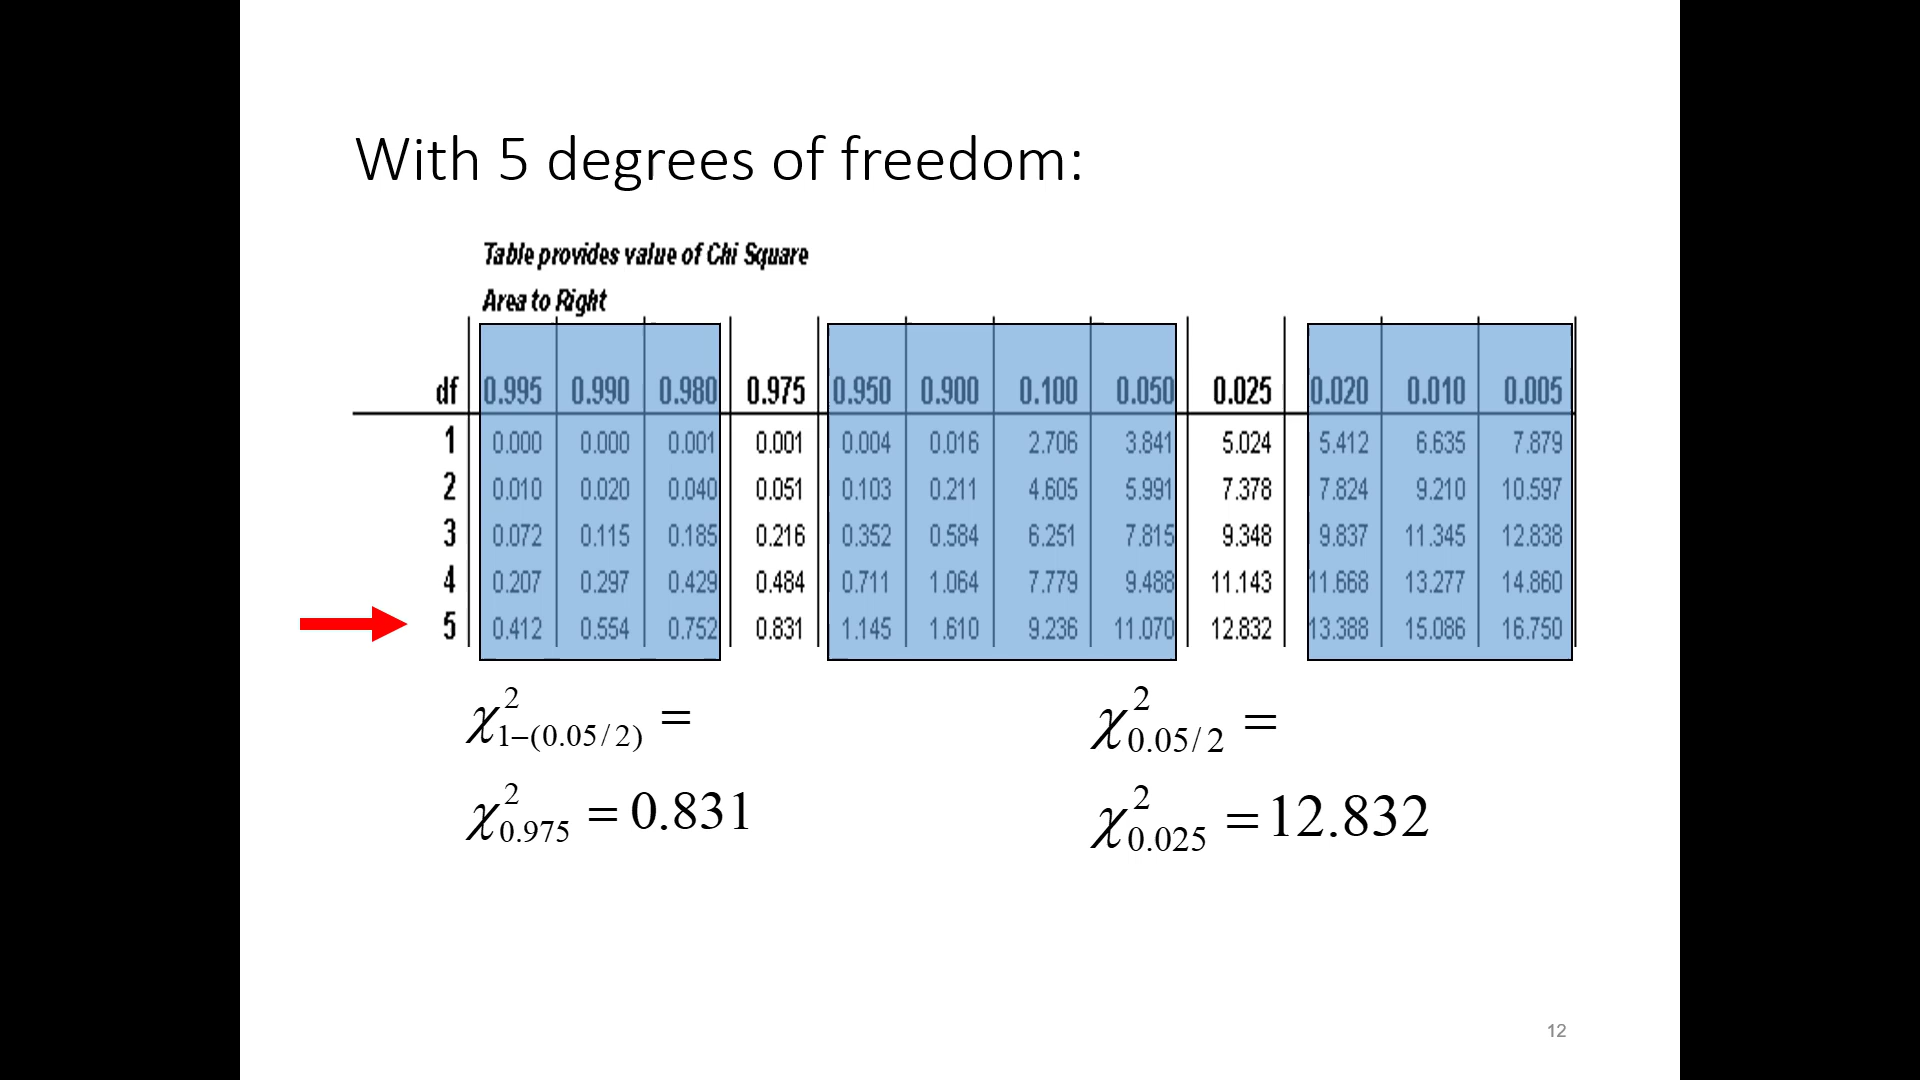 With 5 degrees of freedom:
Table provides value of Chi Square
Area to Right
df 0.995 0.990 0.980 0.975 0.950 0.900 0.100 0.050 0.025 0.020 0.010 0.005
1 0.000 0.000 0.001 0.001 0.004 0.016 2.706 3.841 5.024 5.412 6.635 7.879
2 0.010 0.020 0.040 0.051 0.103 0.211 4.605 5.991 7.378 7.824 9.210 10.597
3 0.072 0.115 0.185 0.216 0.352 0.584 6.251 7.815 9.348 9.837 11.345 12.838
4 0.207 0.297 0.429 0.484 0.711 1.064 7.779 9.488 11.143 11.668 13.277 14.860
5 0.412 0.554 0.752 0.831 1.145 1.610 9.236 11.070 12.832 13.388 15.086 16.750
χ²₁₋₍₀.₀₅/₂₎ = χ²₀.₀₅/₂ =
χ²₀.₉₇₅ = 0.831 χ²₀.₀₂₅ = 12.832
12